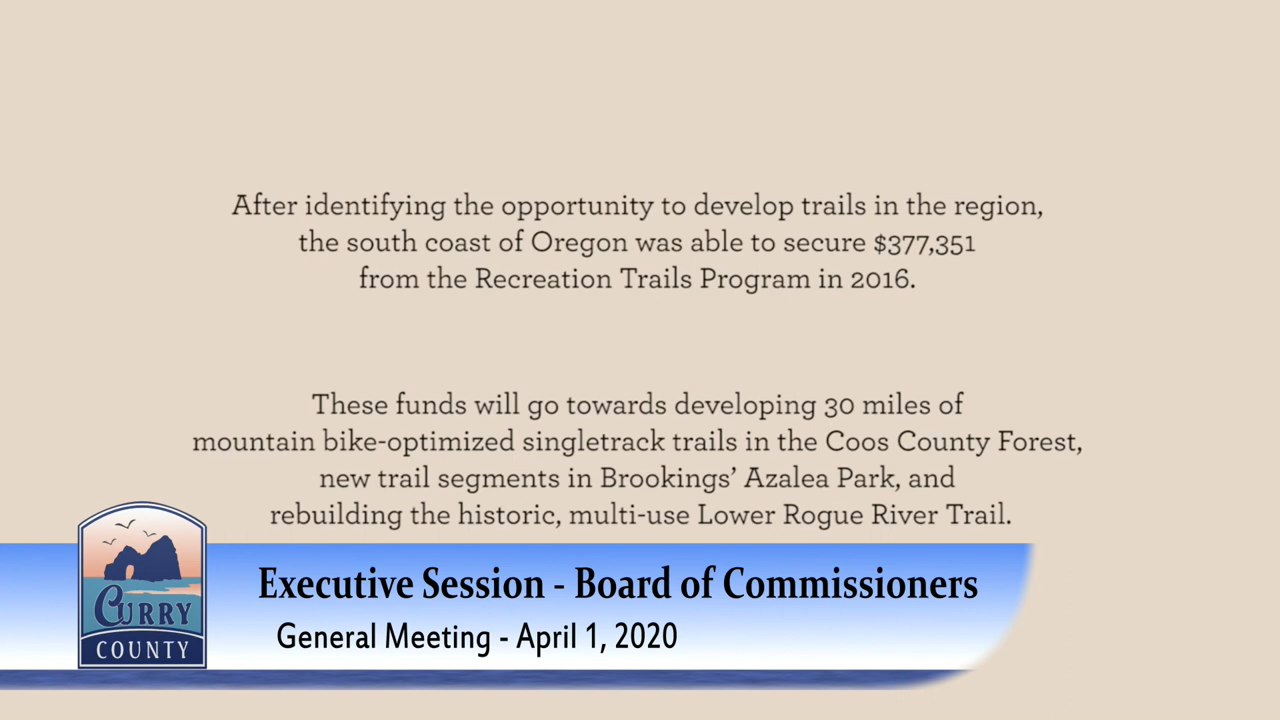 After identifying the opportunity to develop trails in the region,
the south coast of Oregon was able to secure $377,351
from the Recreation Trails Program in 2016.
These funds will go towards developing 30 miles of
mountain bike-optimized singletrack trails in the Coos County Forest,
new trail segments in Brookings’ Azalea Park, and
rebuilding the historic, multi-use Lower Rogue River Trail.
Executive Session - Board of Commissioners
General Meeting - April 1, 2020
CURRY
COUNTY